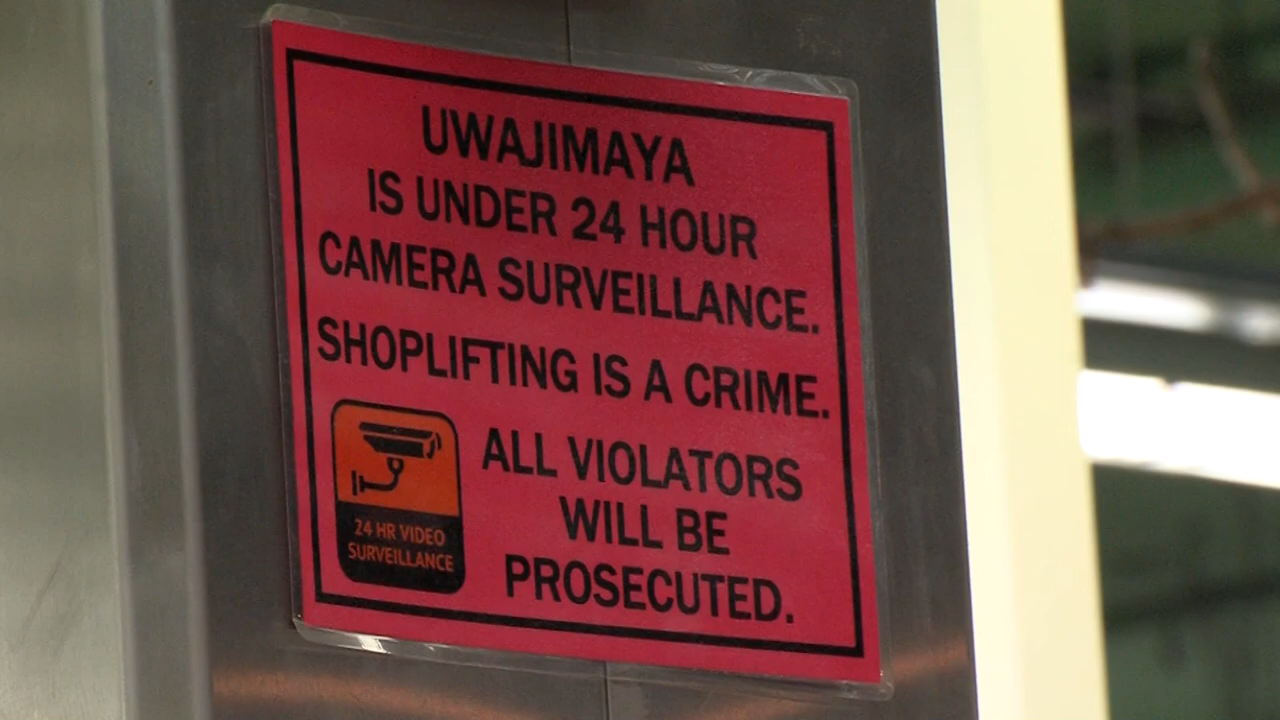 UWAJIMAYA
IS UNDER 24 HOUR
CAMERA SURVEILLANCE.
SHOPLIFTING IS A CRIME.
ALL VIOLATORS
WILL BE
PROSECUTED.
24 HR VIDEO
SURVEILLANCE